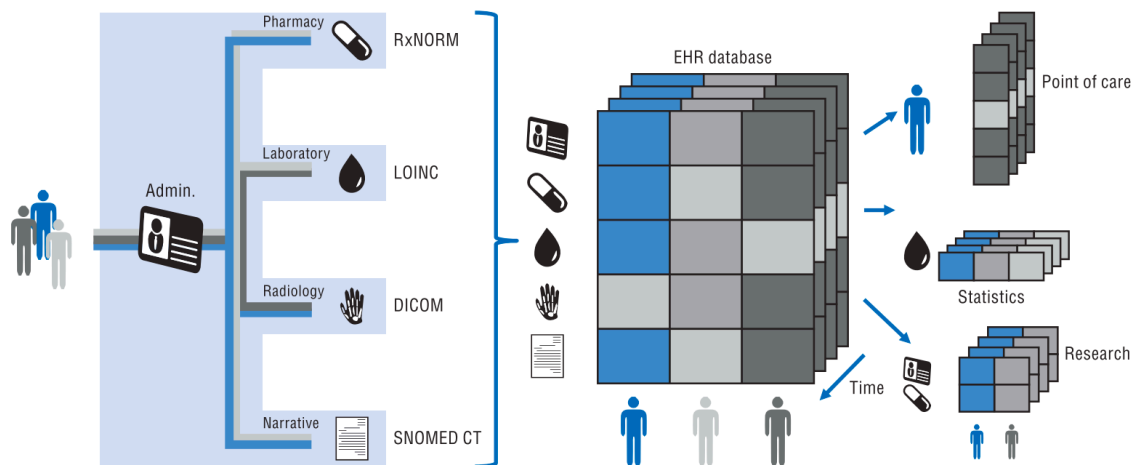 Pharmacy
RxNORM
Admin.
Laboratory
LOINC
Radiology
DICOM
Narrative
SNOMED CT
EHR database
Point of care
Statistics
Research
Time